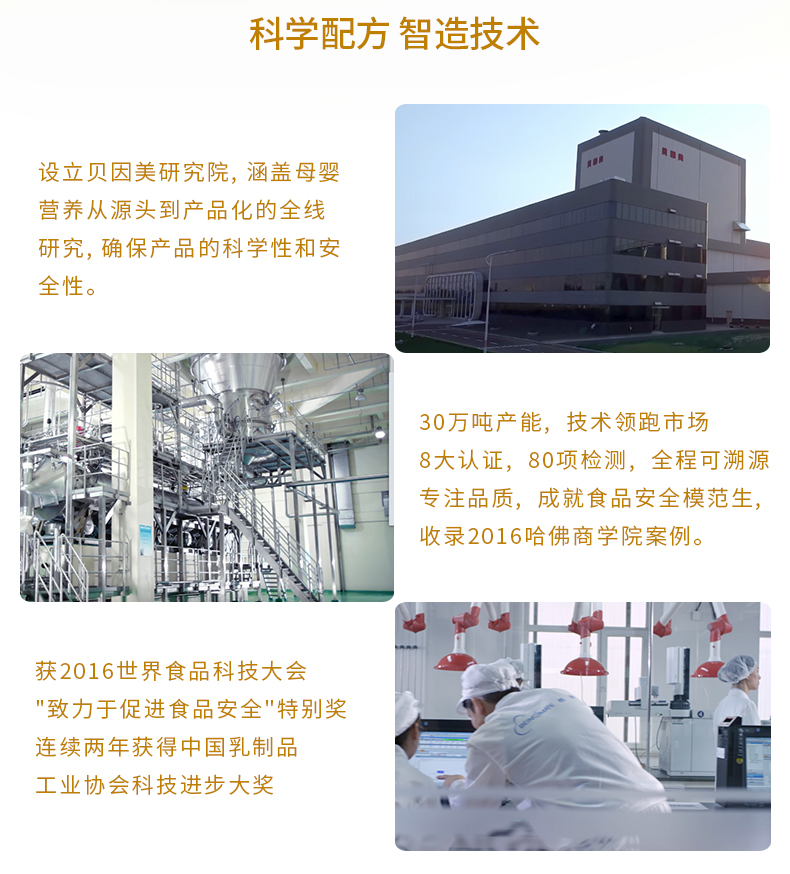 科学配方 智造技术
设立贝因美研究院, 涵盖母婴
营养从源头到产品化的全线
研究, 确保产品的科学性和安
全性。
30万吨产能, 技术领跑市场
8大认证, 80项检测, 全程可溯源
专注品质, 成就食品安全模范生,
收录2016哈佛商学院案例。
获2016世界食品科技大会
"致力于促进食品安全"特别奖
连续两年获得中国乳制品
工业协会科技进步大奖